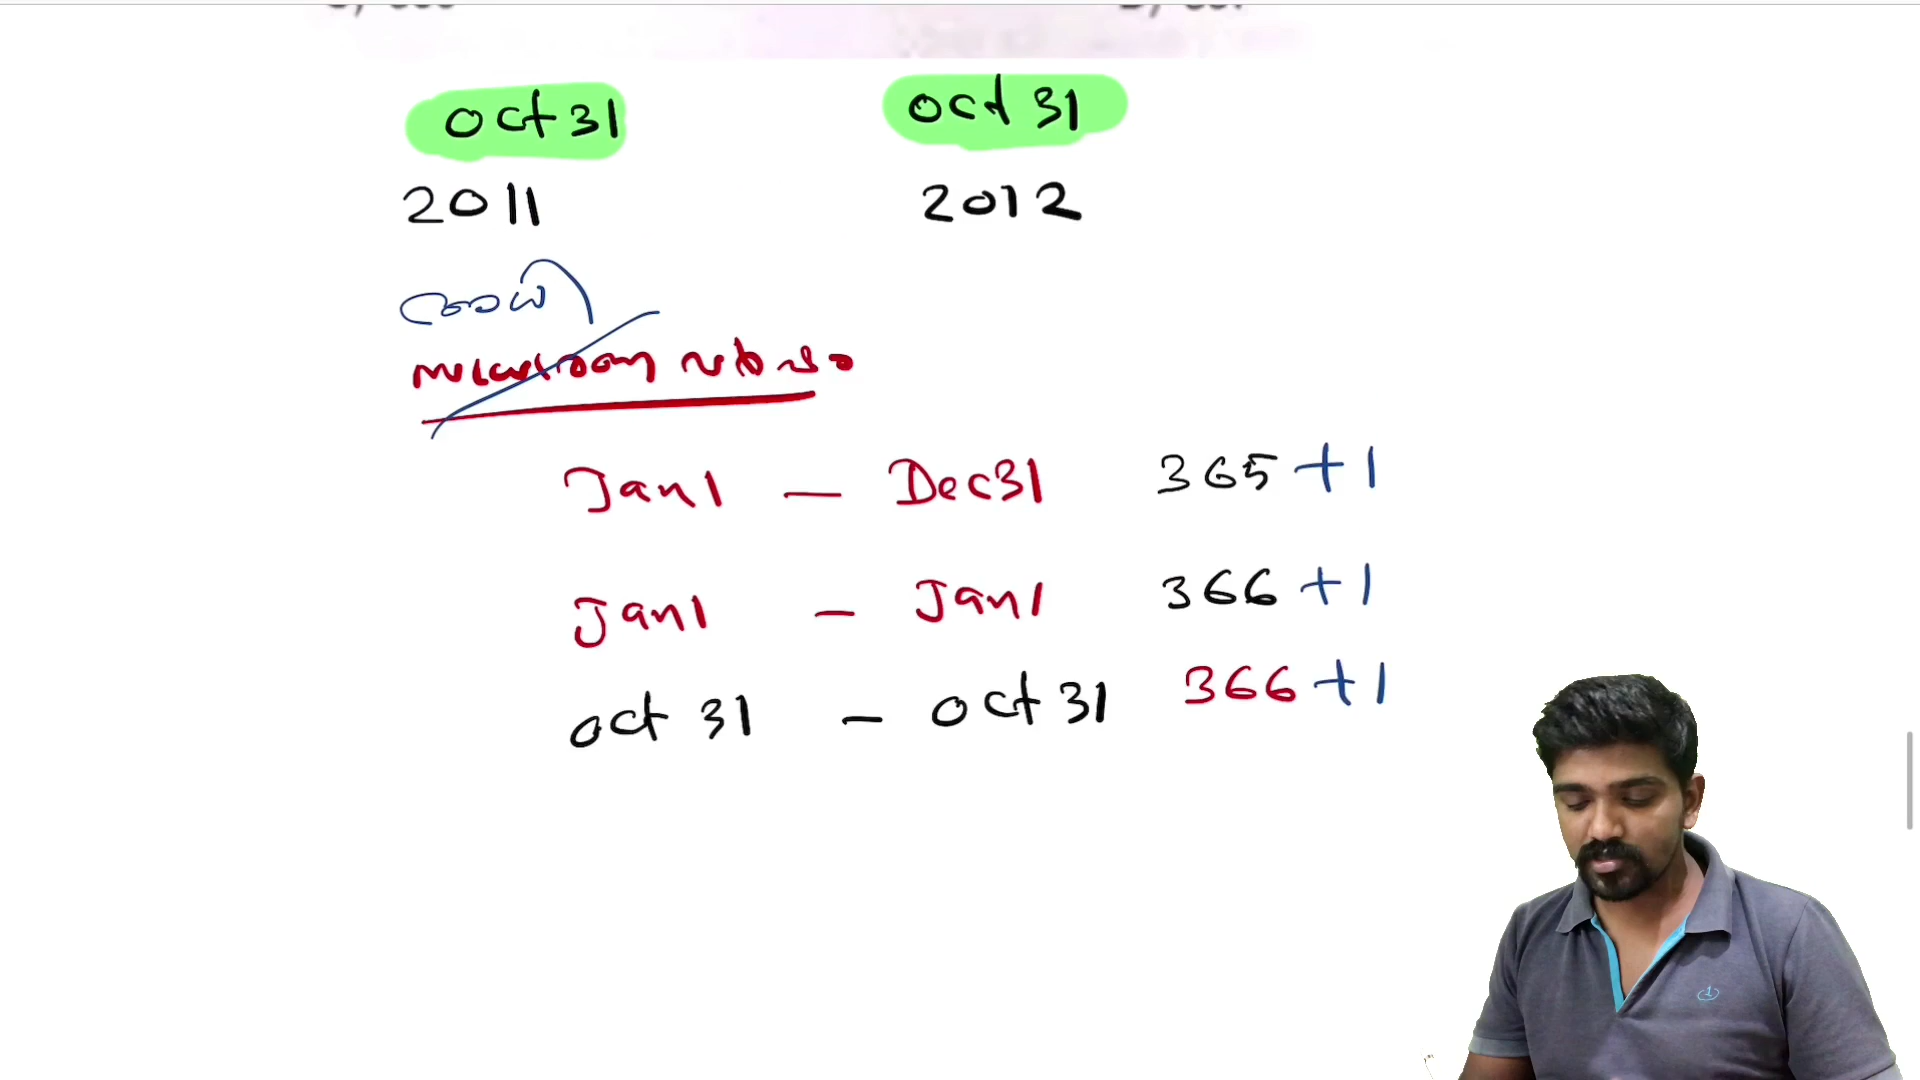 oct 31 oct 31
2011 2012
വർഷം
Jan 1 — Dec 31 365 + 1
Jan 1 — Jan 1 366 + 1
oct 31 — oct 31 366 + 1